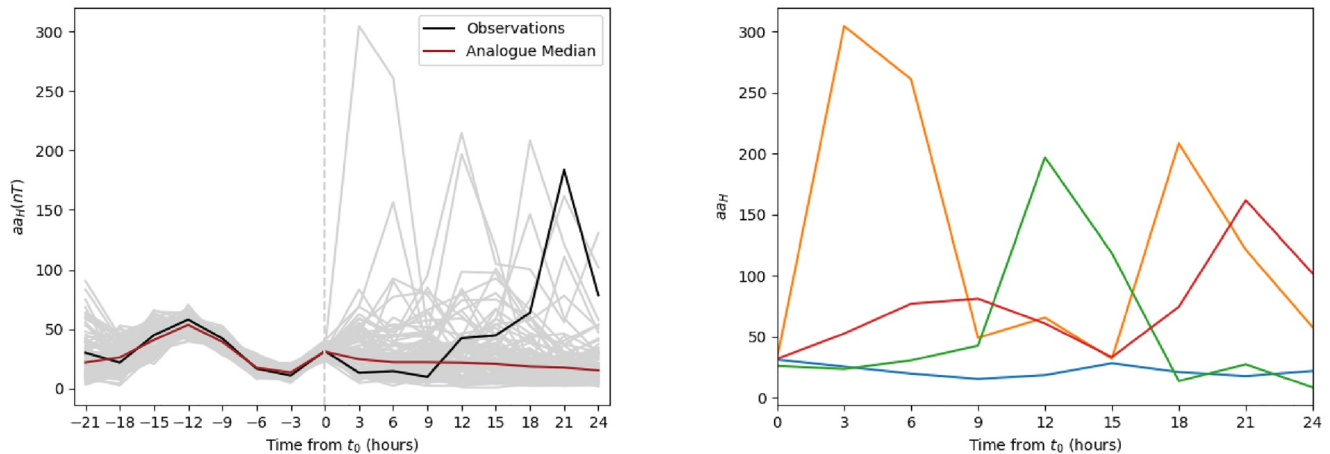 Observations
Analogue Median
aa_H(nT)
300
250
200
150
100
50
0
−21 −18 −15 −12 −9 −6 −3 0 3 6 9 12 15 18 21 24
Time from t₀ (hours)
aa_H
300
250
200
150
100
50
0
0 3 6 9 12 15 18 21 24
Time from t₀ (hours)